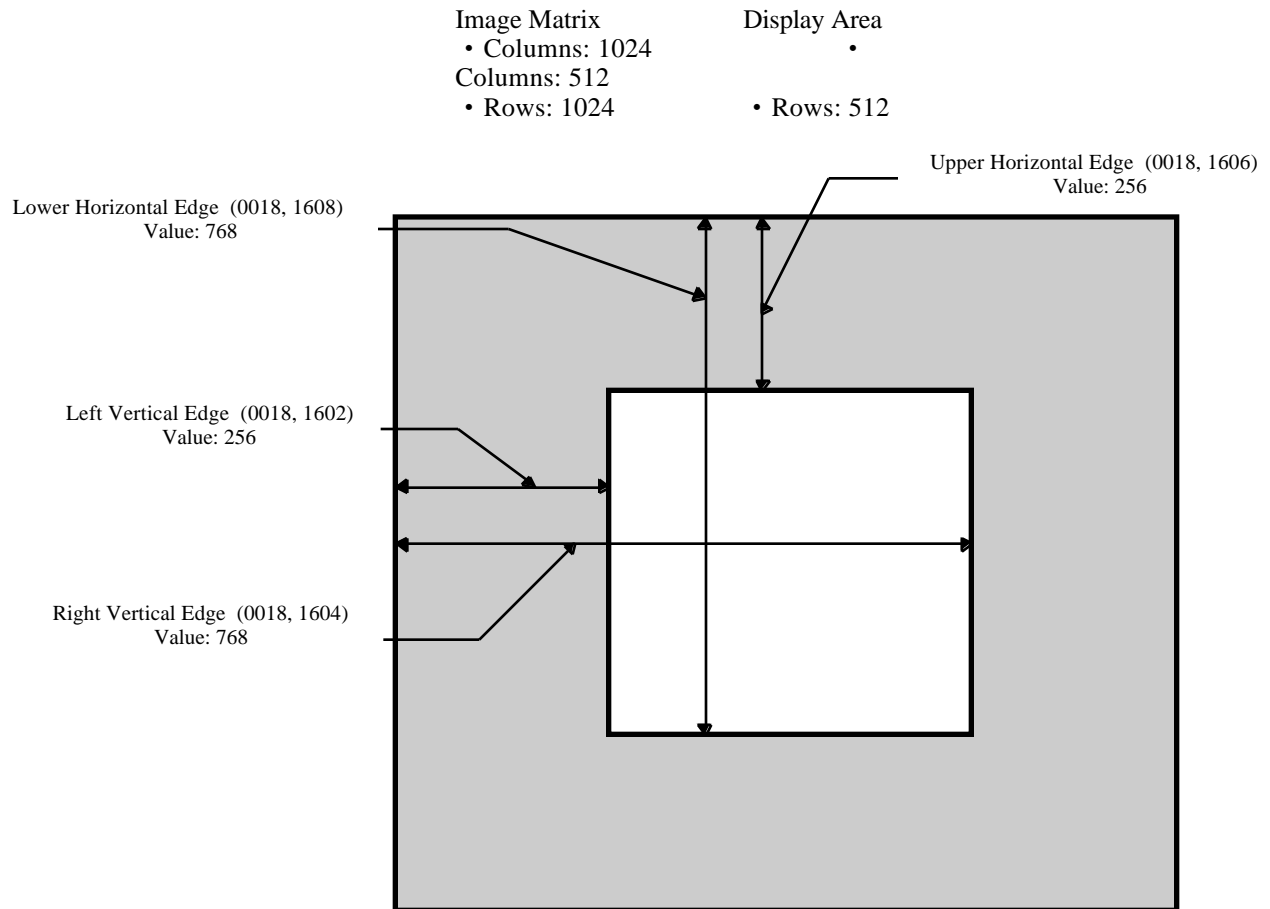 Image Matrix Display Area
• Columns: 1024 •
Columns: 512
• Rows: 1024 • Rows: 512
Upper Horizontal Edge (0018, 1606)
Value: 256
Lower Horizontal Edge (0018, 1608)
Value: 768
Left Vertical Edge (0018, 1602)
Value: 256
Right Vertical Edge (0018, 1604)
Value: 768